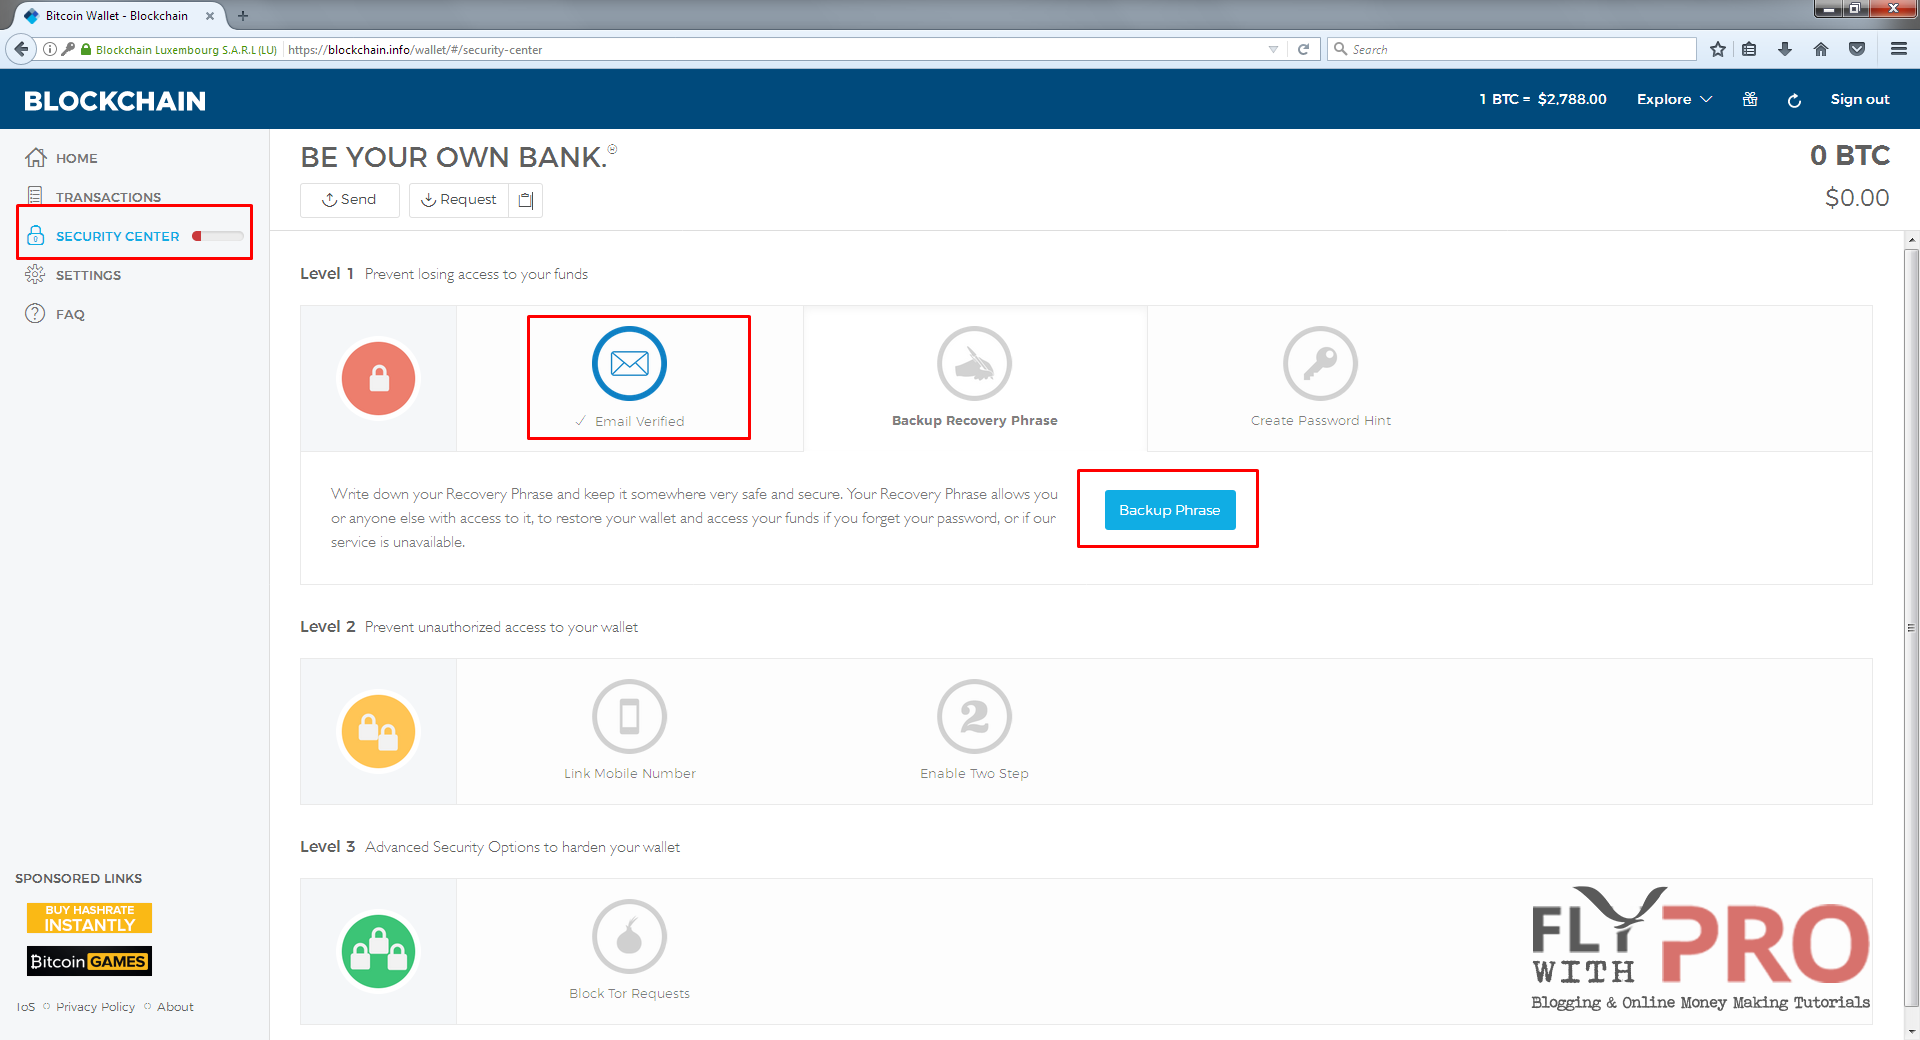 Bitcoin Wallet - Blockchain
Blockchain Luxembourg S.A.R.L (LU)
https://blockchain.info/wallet/#/security-center
Search
BLOCKCHAIN
1 BTC = $2,788.00
Explore
Sign out
HOME
TRANSACTIONS
SECURITY CENTER
SETTINGS
FAQ
BE YOUR OWN BANK.®
0 BTC
$0.00
Send
Request
Level 1 Prevent losing access to your funds
Email Verified
Backup Recovery Phrase
Create Password Hint
Write down your Recovery Phrase and keep it somewhere very safe and secure. Your Recovery Phrase allows you
or anyone else with access to it, to restore your wallet and access your funds if you forget your password, or if our
service is unavailable.
Backup Phrase
Level 2 Prevent unauthorized access to your wallet
Link Mobile Number
2
Enable Two Step
Level 3 Advanced Security Options to harden your wallet
Block Tor Requests
SPONSORED LINKS
BUY HASHRATE
INSTANTLY
Bitcoin GAMES
ToS
Privacy Policy
About
FLY
WITH
PRO
Blogging & Online Money Making Tutorials